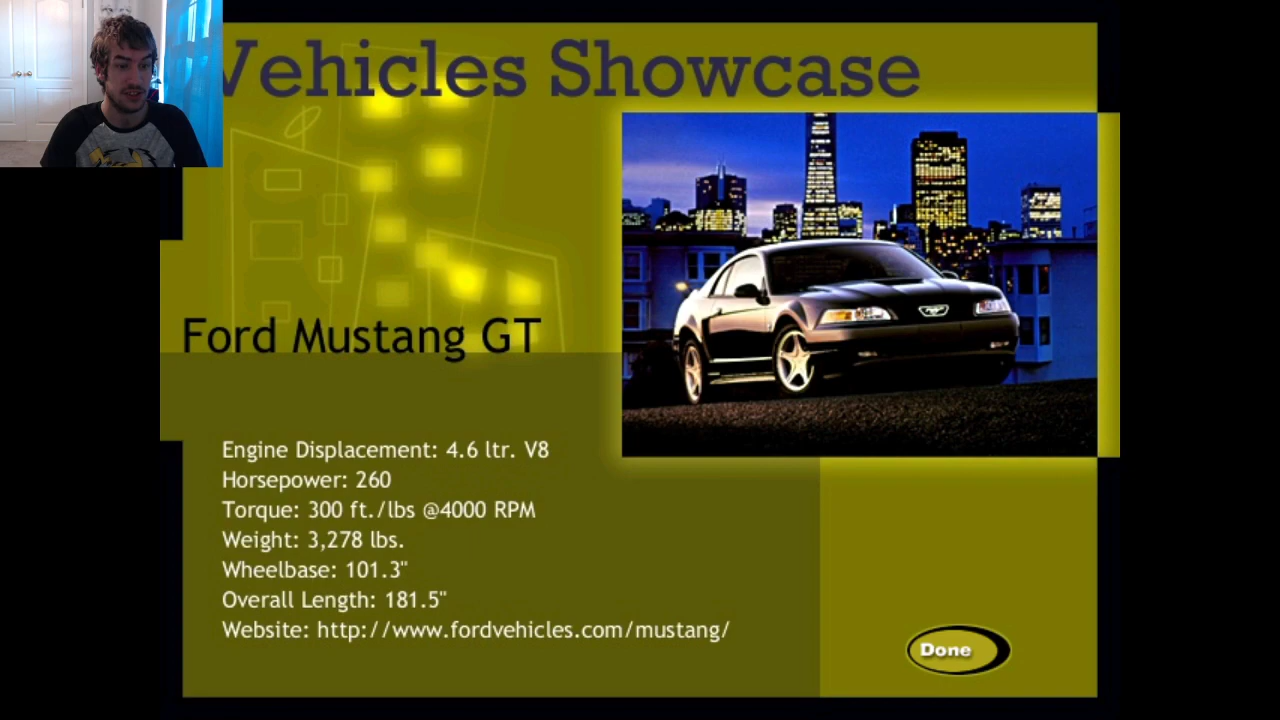 Vehicles Showcase
Ford Mustang GT
Engine Displacement: 4.6 ltr. V8
Horsepower: 260
Torque: 300 ft./lbs @4000 RPM
Weight: 3,278 lbs.
Wheelbase: 101.3"
Overall Length: 181.5"
Website: http://www.fordvehicles.com/mustang/
Done